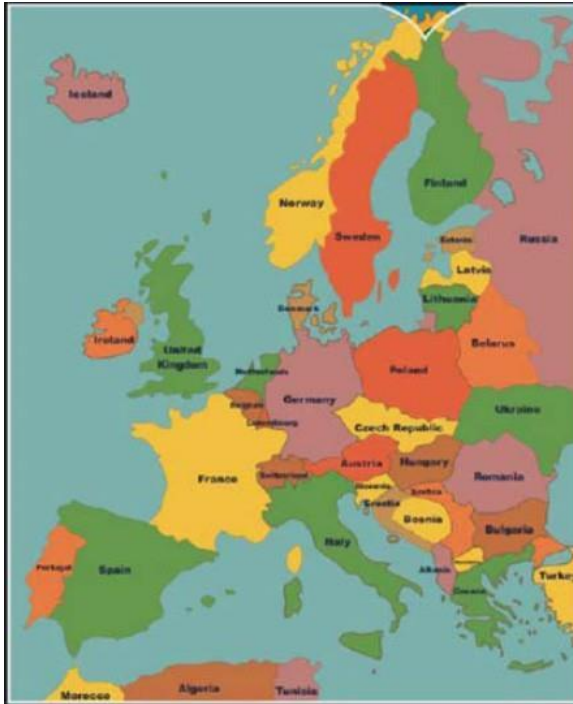 Iceland
Norway
Finland
Sweden
Russia
Estonia
Latvia
Lithuania
Denmark
Ireland
United
Kingdom
Belarus
Netherlands
Poland
Germany
Belgium
Ukraine
Luxembourg
Czech Republic
France
Switzerland
Austria
Hungary
Romania
Slovenia
Croatia
Serbia
Bosnia
Bulgaria
Italy
Portugal
Spain
Albania
Turkey
Greece
Morocco
Algeria
Tunisia